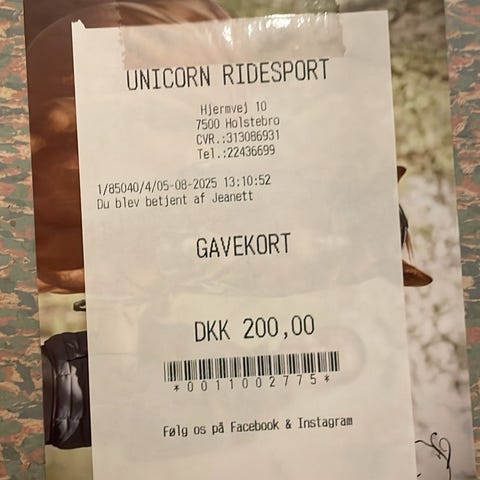 UNICORN RIDESPORT
Hjermvej 10
7500 Holstebro
CVR.:313086931
Tel.:22436699
1/85040/4/05-08-2025 13:10:52
Du blev betjent af Jeanett
GAVEKORT
DKK 200,00
*0011002775*
Følg os på Facebook & Instagram